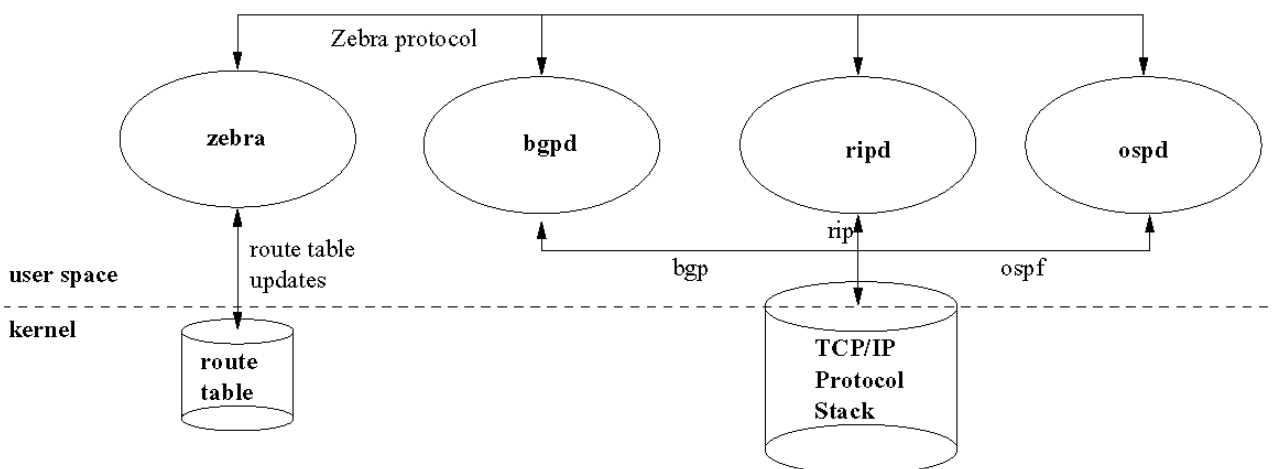 Zebra protocol
zebra
bgpd
ripd
ospd
route table
updates
rip
bgp
ospf
user space
kernel
route
table
TCP/IP
Protocol
Stack